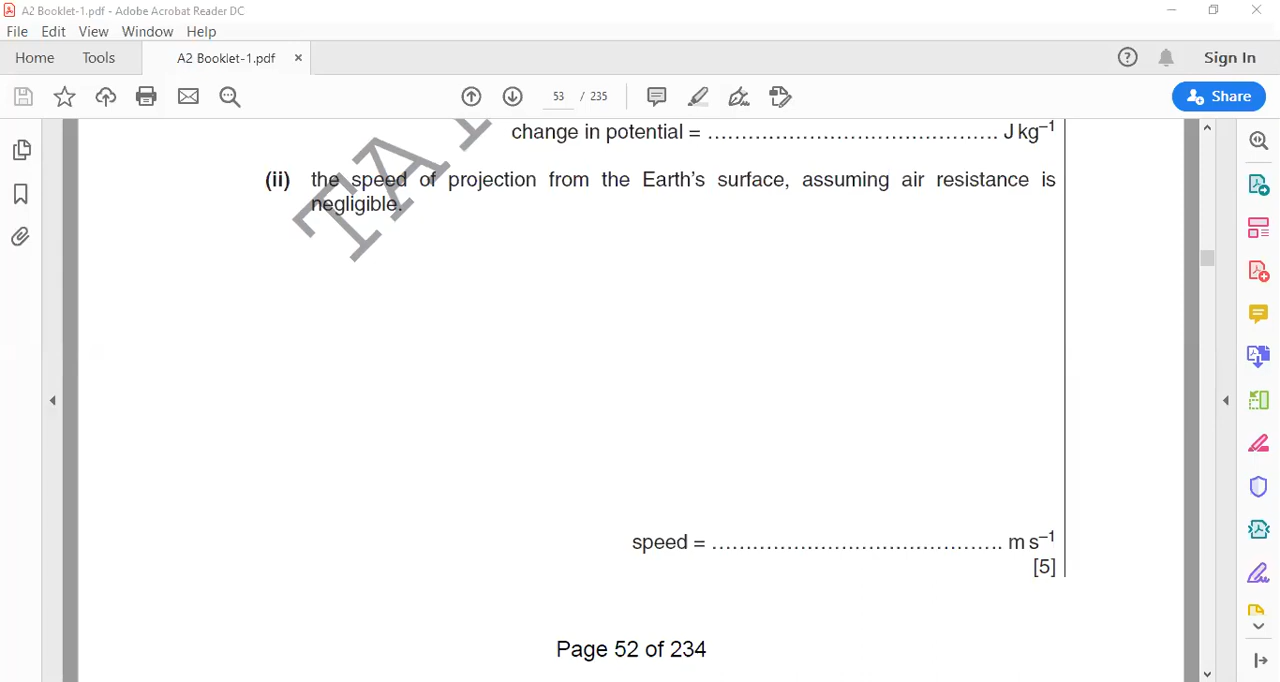 A2 Booklet-1.pdf - Adobe Acrobat Reader DC
File Edit View Window Help
Home Tools A2 Booklet-1.pdf × Sign In
53 / 235 Share
change in potential = ........................................... J kg⁻¹
(ii) the speed of projection from the Earth's surface, assuming air resistance is
negligible.
TA
speed = ........................................... m s⁻¹
[5]
Page 52 of 234